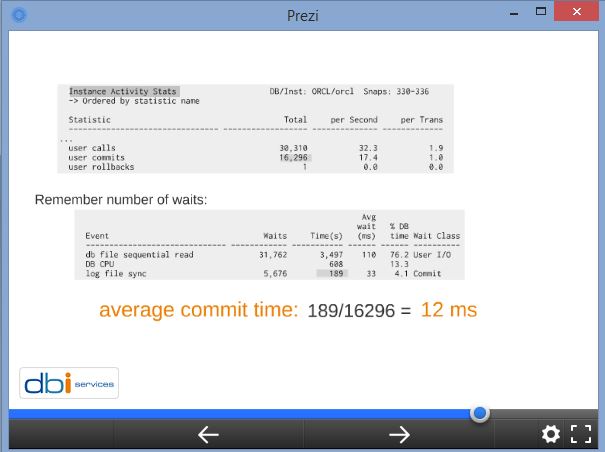 Prezi
Instance Activity Stats DB/Inst: ORCL/orcl Snaps: 330-336
-> Ordered by statistic name
Statistic Total per Second per Trans
------------------------------ ------------------ -------------- -------------
...
user calls 30,310 32.3 1.9
user commits 16,296 17.4 1.0
user rollbacks 1 0.0 0.0
Remember number of waits:
Avg
wait % DB
Event Waits Time(s) (ms) time Wait Class
------------------------------ ------------ ----------- ------ ------ ----------
db file sequential read 31,762 3,497 110 76.2 User I/O
DB CPU 608 13.3
log file sync 5,676 189 33 4.1 Commit
average commit time: 189/16296 = 12 ms
dbi services